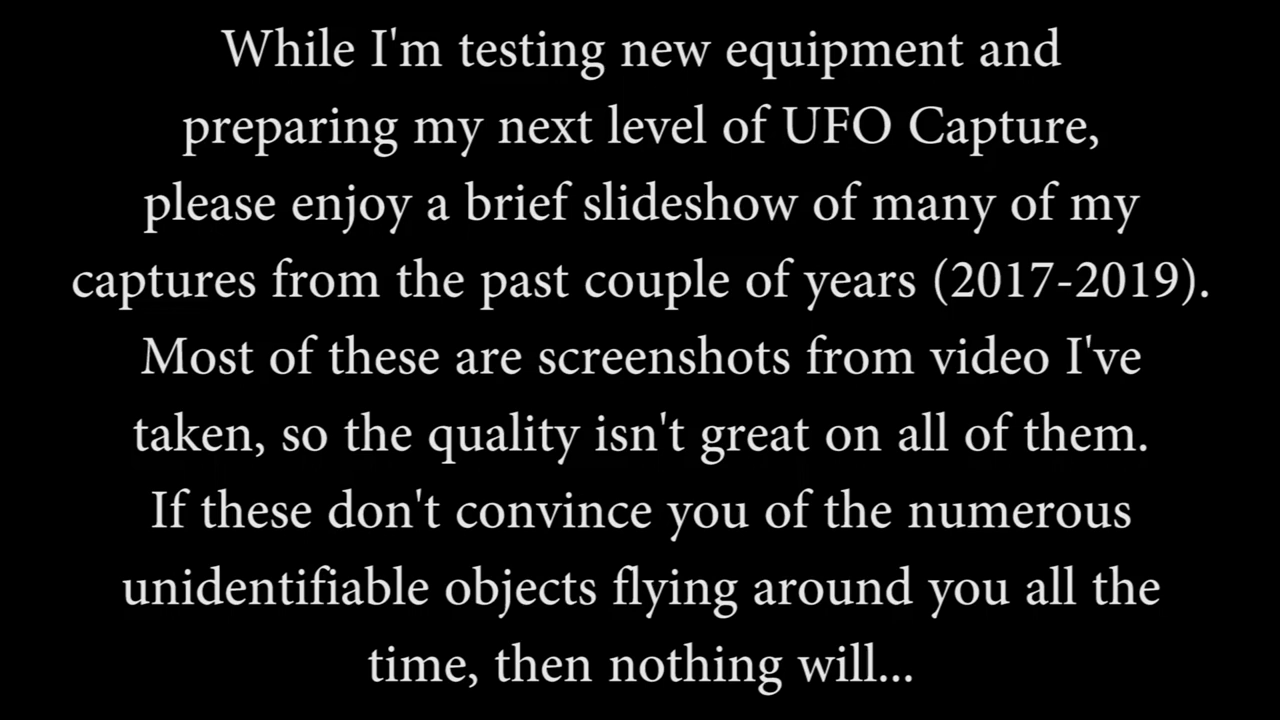 While I'm testing new equipment and
preparing my next level of UFO Capture,
please enjoy a brief slideshow of many of my
captures from the past couple of years (2017-2019).
Most of these are screenshots from video I've
taken, so the quality isn't great on all of them.
If these don't convince you of the numerous
unidentifiable objects flying around you all the
time, then nothing will...